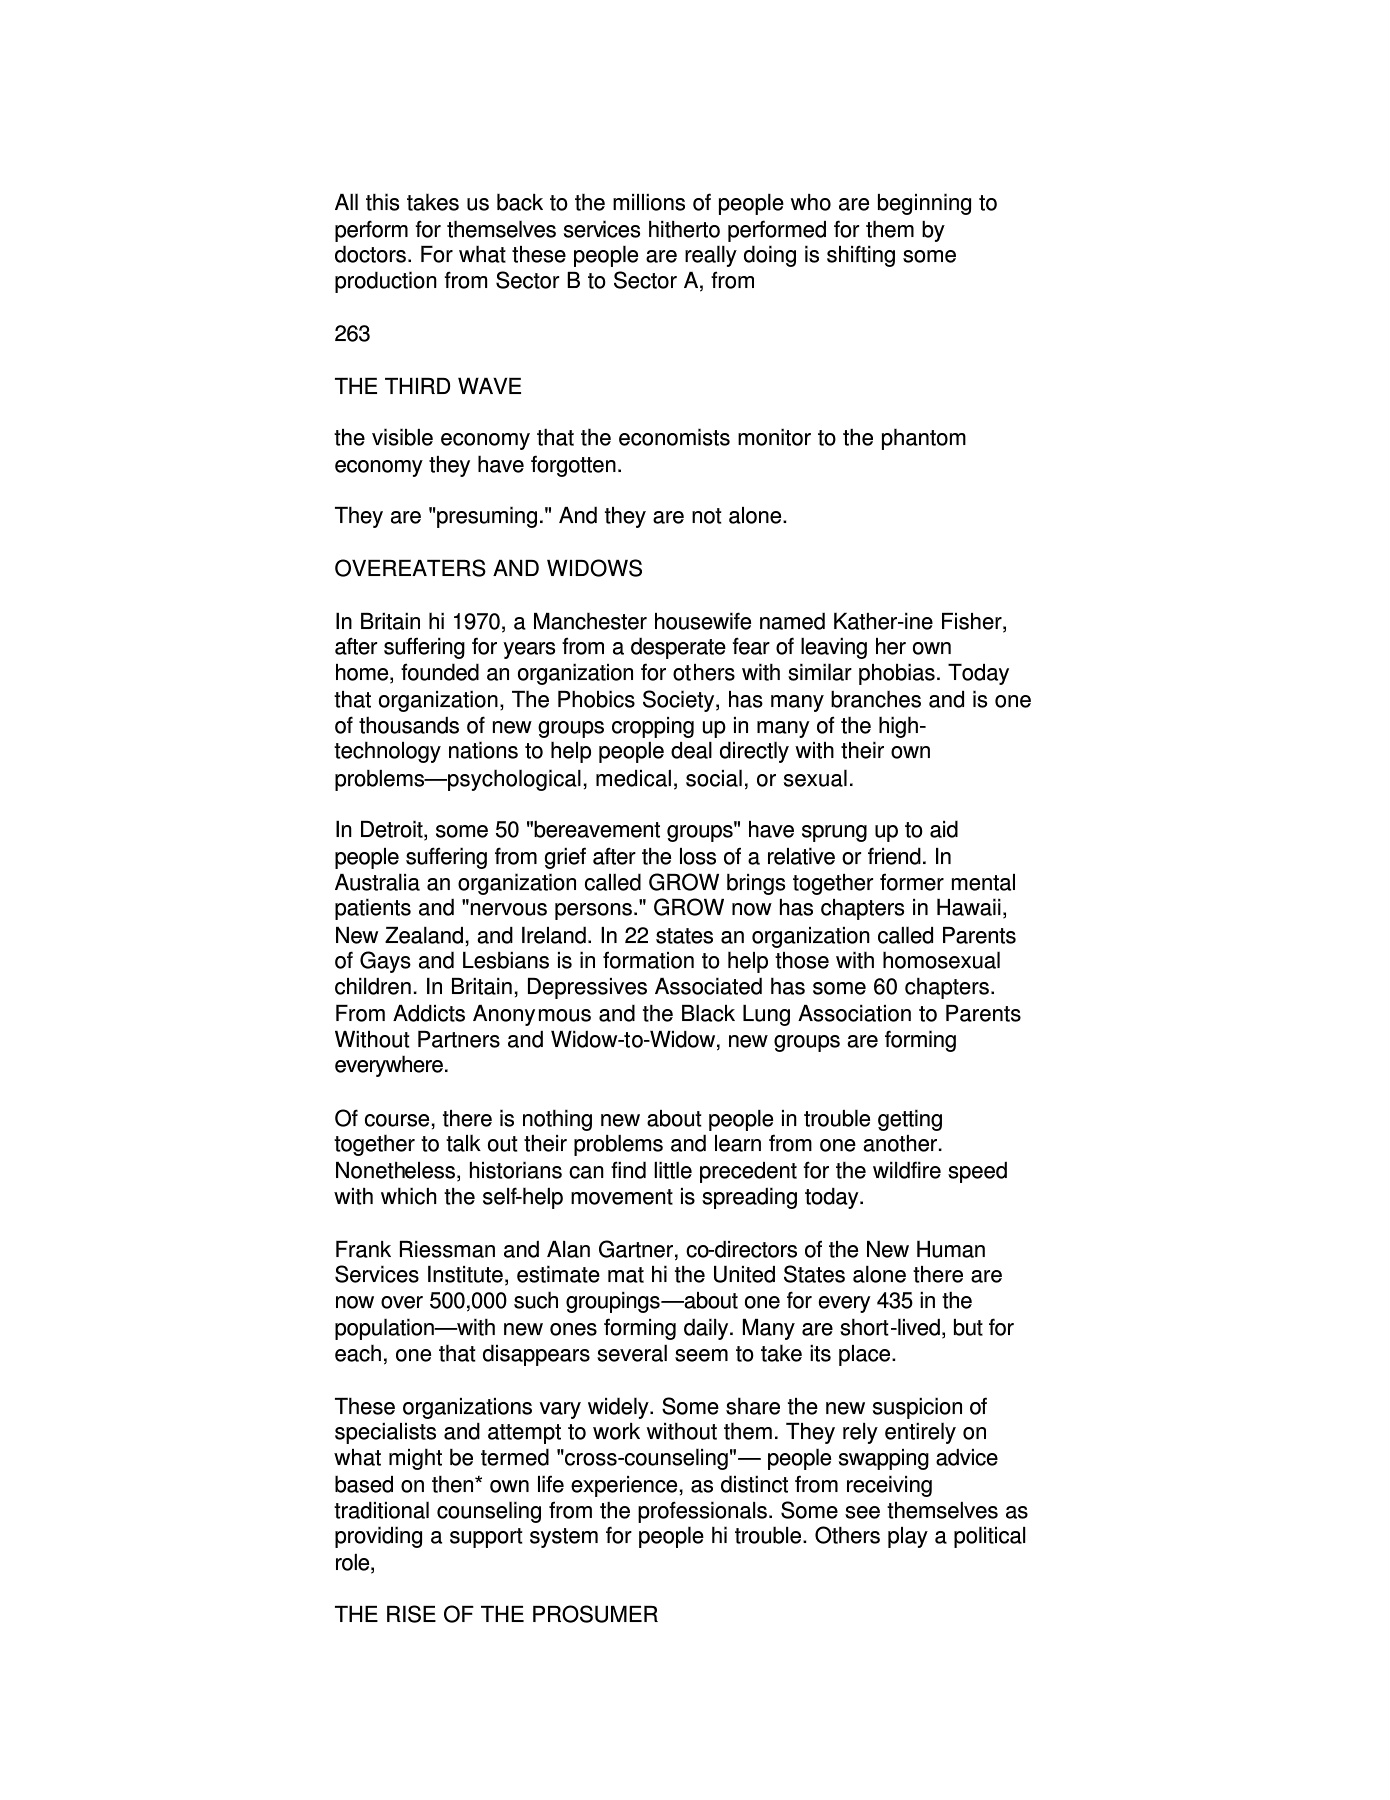 All this takes us back to the millions of people who are beginning to
perform for themselves services hitherto performed for them by
doctors. For what these people are really doing is shifting some
production from Sector B to Sector A, from
263
THE THIRD WAVE
the visible economy that the economists monitor to the phantom
economy they have forgotten.
They are "presuming." And they are not alone.
OVEREATERS AND WIDOWS
In Britain hi 1970, a Manchester housewife named Kather-ine Fisher,
after suffering for years from a desperate fear of leaving her own
home, founded an organization for others with similar phobias. Today
that organization, The Phobics Society, has many branches and is one
of thousands of new groups cropping up in many of the high-
technology nations to help people deal directly with their own
problems—psychological, medical, social, or sexual.
In Detroit, some 50 "bereavement groups" have sprung up to aid
people suffering from grief after the loss of a relative or friend. In
Australia an organization called GROW brings together former mental
patients and "nervous persons." GROW now has chapters in Hawaii,
New Zealand, and Ireland. In 22 states an organization called Parents
of Gays and Lesbians is in formation to help those with homosexual
children. In Britain, Depressives Associated has some 60 chapters.
From Addicts Anonymous and the Black Lung Association to Parents
Without Partners and Widow-to-Widow, new groups are forming
everywhere.
Of course, there is nothing new about people in trouble getting
together to talk out their problems and learn from one another.
Nonetheless, historians can find little precedent for the wildfire speed
with which the self-help movement is spreading today.
Frank Riessman and Alan Gartner, co-directors of the New Human
Services Institute, estimate mat hi the United States alone there are
now over 500,000 such groupings—about one for every 435 in the
population—with new ones forming daily. Many are short-lived, but for
each, one that disappears several seem to take its place.
These organizations vary widely. Some share the new suspicion of
specialists and attempt to work without them. They rely entirely on
what might be termed "cross-counseling"— people swapping advice
based on then* own life experience, as distinct from receiving
traditional counseling from the professionals. Some see themselves as
providing a support system for people hi trouble. Others play a political
role,
THE RISE OF THE PROSUMER